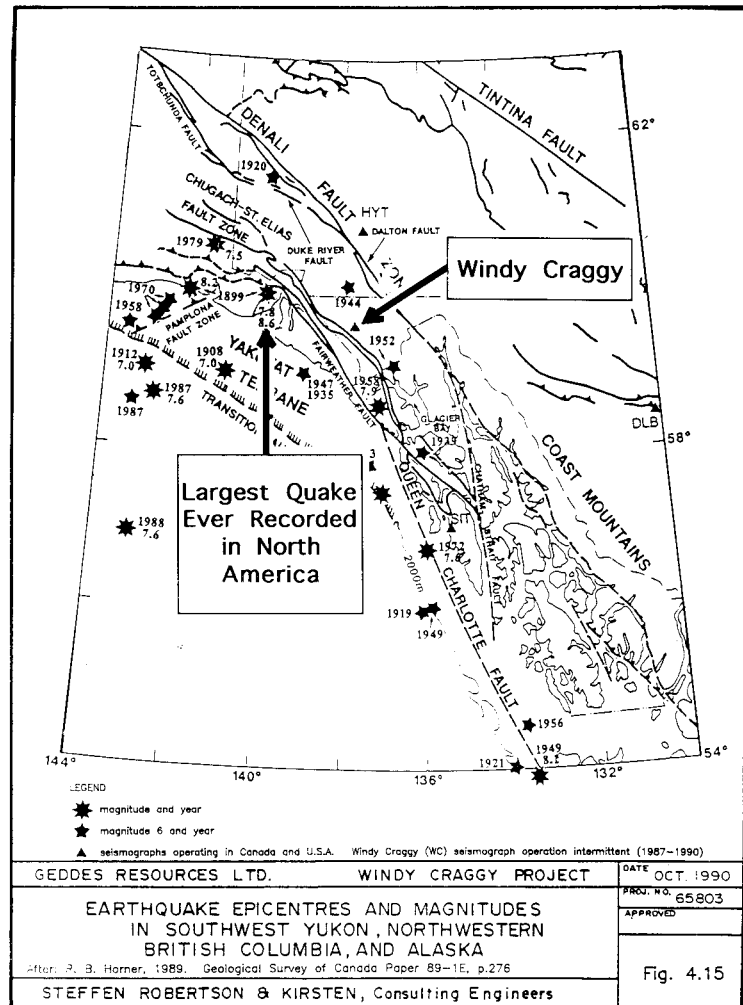 TINTINA FAULT
62°
TOTSCHUNDA FAULT
DENALI
FAULT
ZON
1920
CHUGACH-ST. ELIAS
FAULT ZONE
HYT
DALTON FAULT
DUKE RIVER
FAULT
1979
7.5
Windy Craggy
8.2
1899
1970
1958
PAMPLONA
FAULT ZONE
7.8
8.6
1944
1952
1912
7.0
1908
7.0
YAKUTAT
TERRANE
1947
1935
FAIRWEATHER FAULT
1958
7.9
1987
7.6
1987
TRANSITIO
GLACIER
BAY
DLB
58°
Largest Quake
Ever Recorded
in North
America
3
QUEEN
CHATHAM
STRAIT
FAULT
SIT
COAST MOUNTAINS
1988
7.6
2000m
CHARLOTTE FAULT
1919
1949
1956
1949
8.1
1921
54°
144°
140°
136°
132°
LEGEND
magnitude and year
magnitude 6 and year
seismographs operating in Canada and U.S.A. Windy Craggy (WC) seismograph operation intermittent (1987-1990)
GEDDES RESOURCES LTD. WINDY CRAGGY PROJECT
DATE OCT. 1990
PROJ. NO. 65803
APPROVED
EARTHQUAKE EPICENTRES AND MAGNITUDES
IN SOUTHWEST YUKON, NORTHWESTERN
BRITISH COLUMBIA, AND ALASKA
After: R. B. Horner, 1989. Geological Survey of Canada Paper 89-1E, p.276
Fig. 4.15
STEFFEN ROBERTSON & KIRSTEN, Consulting Engineers